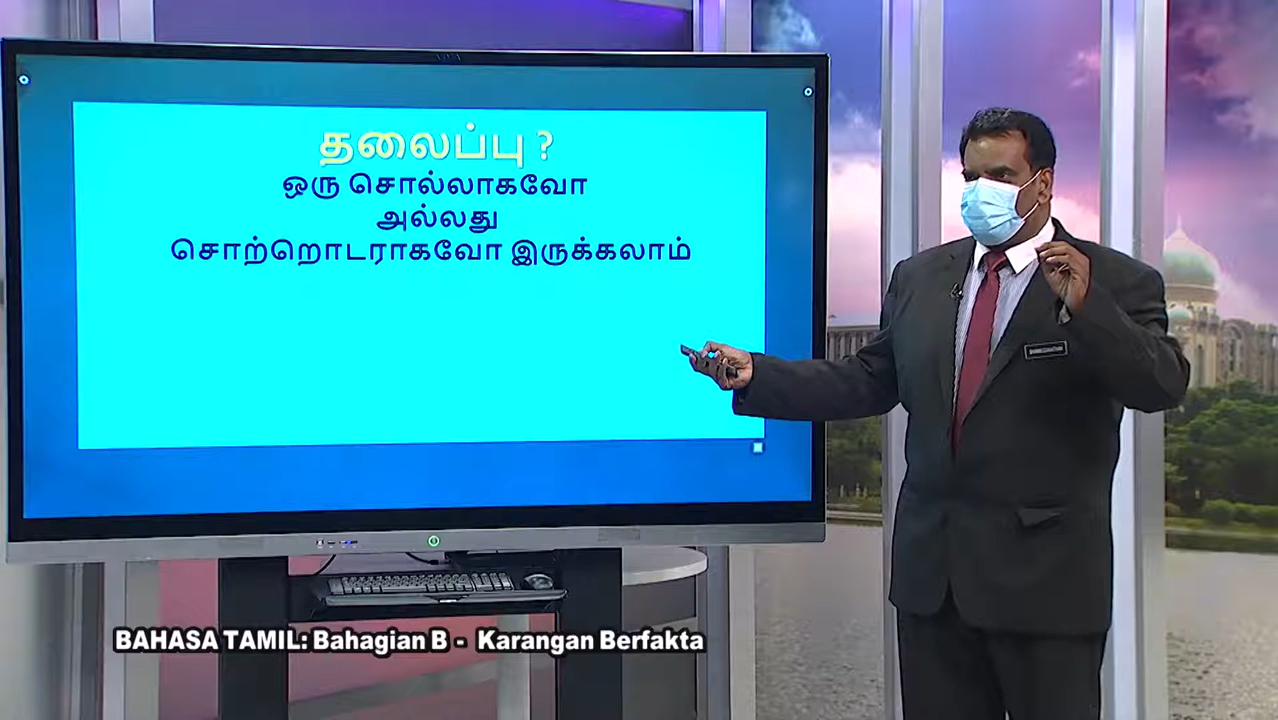 தலைப்பு ?
ஒரு சொல்லாகவோ
அல்லது
சொற்றொடராகவோ இருக்கலாம்
BAHASA TAMIL: Bahagian B - Karangan Berfakta